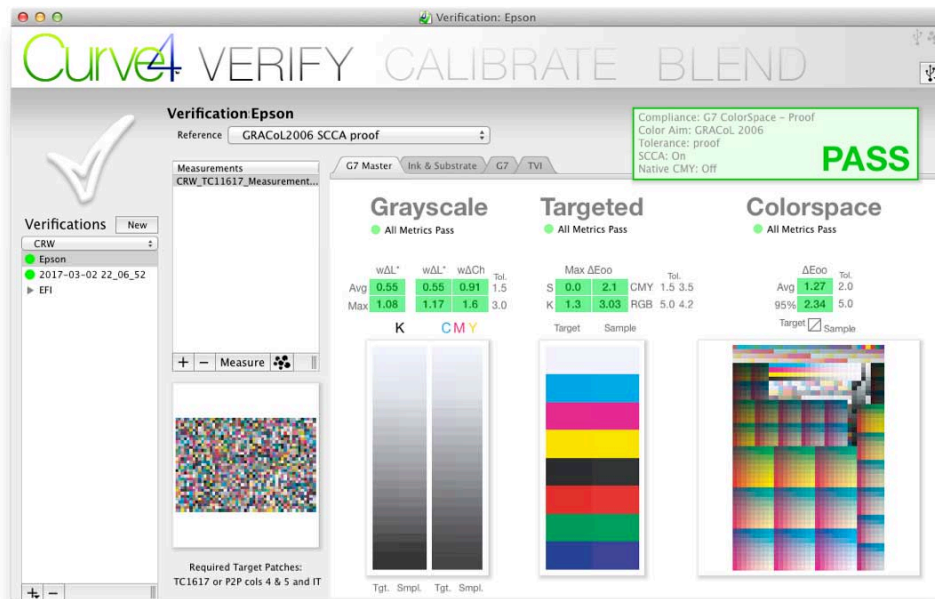 Verification: Epson
Curve4 VERIFY CALIBRATE BLEND
Verification:Epson
Reference GRACoL2006 SCCA proof
Compliance: G7 ColorSpace - Proof
Color Aim: GRACoL 2006
Tolerance: proof
SCCA: On
Native CMY: Off
PASS
Verifications New
CRW
Epson
2017-03-02 22_06_52
EFI
Measurements
CRW_TC11617_Measurement...
+ - Measure
Required Target Patches:
TC1617 or P2P cols 4 & 5 and IT
G7 Master Ink & Substrate G7 TVI
Grayscale
All Metrics Pass
wΔL* wΔL* wΔCh Tol.
Avg 0.55 0.55 0.91 1.5
Max 1.08 1.17 1.6 3.0
K CMY
Tgt. Smpl. Tgt. Smpl.
Targeted
All Metrics Pass
Max ΔEoo Tol.
S 0.0 2.1 CMY 1.5 3.5
K 1.3 3.03 RGB 5.0 4.2
Target Sample
Colorspace
All Metrics Pass
ΔEoo Tol.
Avg 1.27 2.0
95% 2.34 5.0
Target Sample
+ -